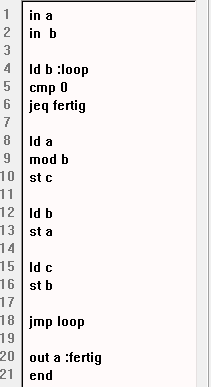 1 in a
2 in b
3
4 ld b :loop
5 cmp 0
6 jeq fertig
7
8 ld a
9 mod b
10 st c
11
12 ld b
13 st a
14
15 ld c
16 st b
17
18 jmp loop
19
20 out a :fertig
21 end